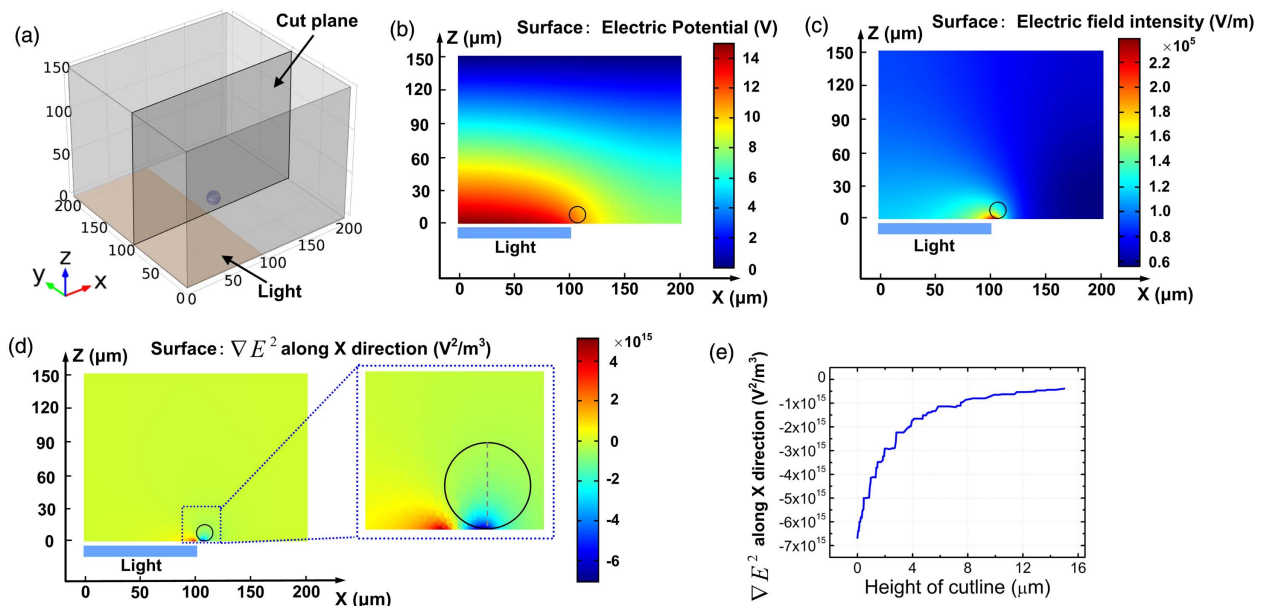 (a)
Cut plane
150
100
50
0
200
150
100
50
0
0
50
100
150
200
z
y
x
Light
(b)
Z (μm)
Surface: Electric Potential (V)
150
120
90
60
30
0
Light
0 50 100 150 200
X (μm)
14
12
10
8
6
4
2
0
(c)
Z (μm)
Surface: Electric field intensity (V/m)
150
120
90
60
30
0
Light
0 50 100 150 200
X (μm)
×10⁵
2.2
2.0
1.8
1.6
1.4
1.2
1.0
0.8
0.6
(d)
Z (μm)
Surface: ∇E² along X direction (V²/m³)
150
120
90
60
30
0
Light
0 50 100 150 200
X (μm)
×10¹⁵
4
2
0
-2
-4
-6
(e)
∇E² along X direction (V²/m³)
0
-1x10¹⁵
-2x10¹⁵
-3x10¹⁵
-4x10¹⁵
-5x10¹⁵
-6x10¹⁵
-7x10¹⁵
0 4 8 12 16
Height of cutline (μm)